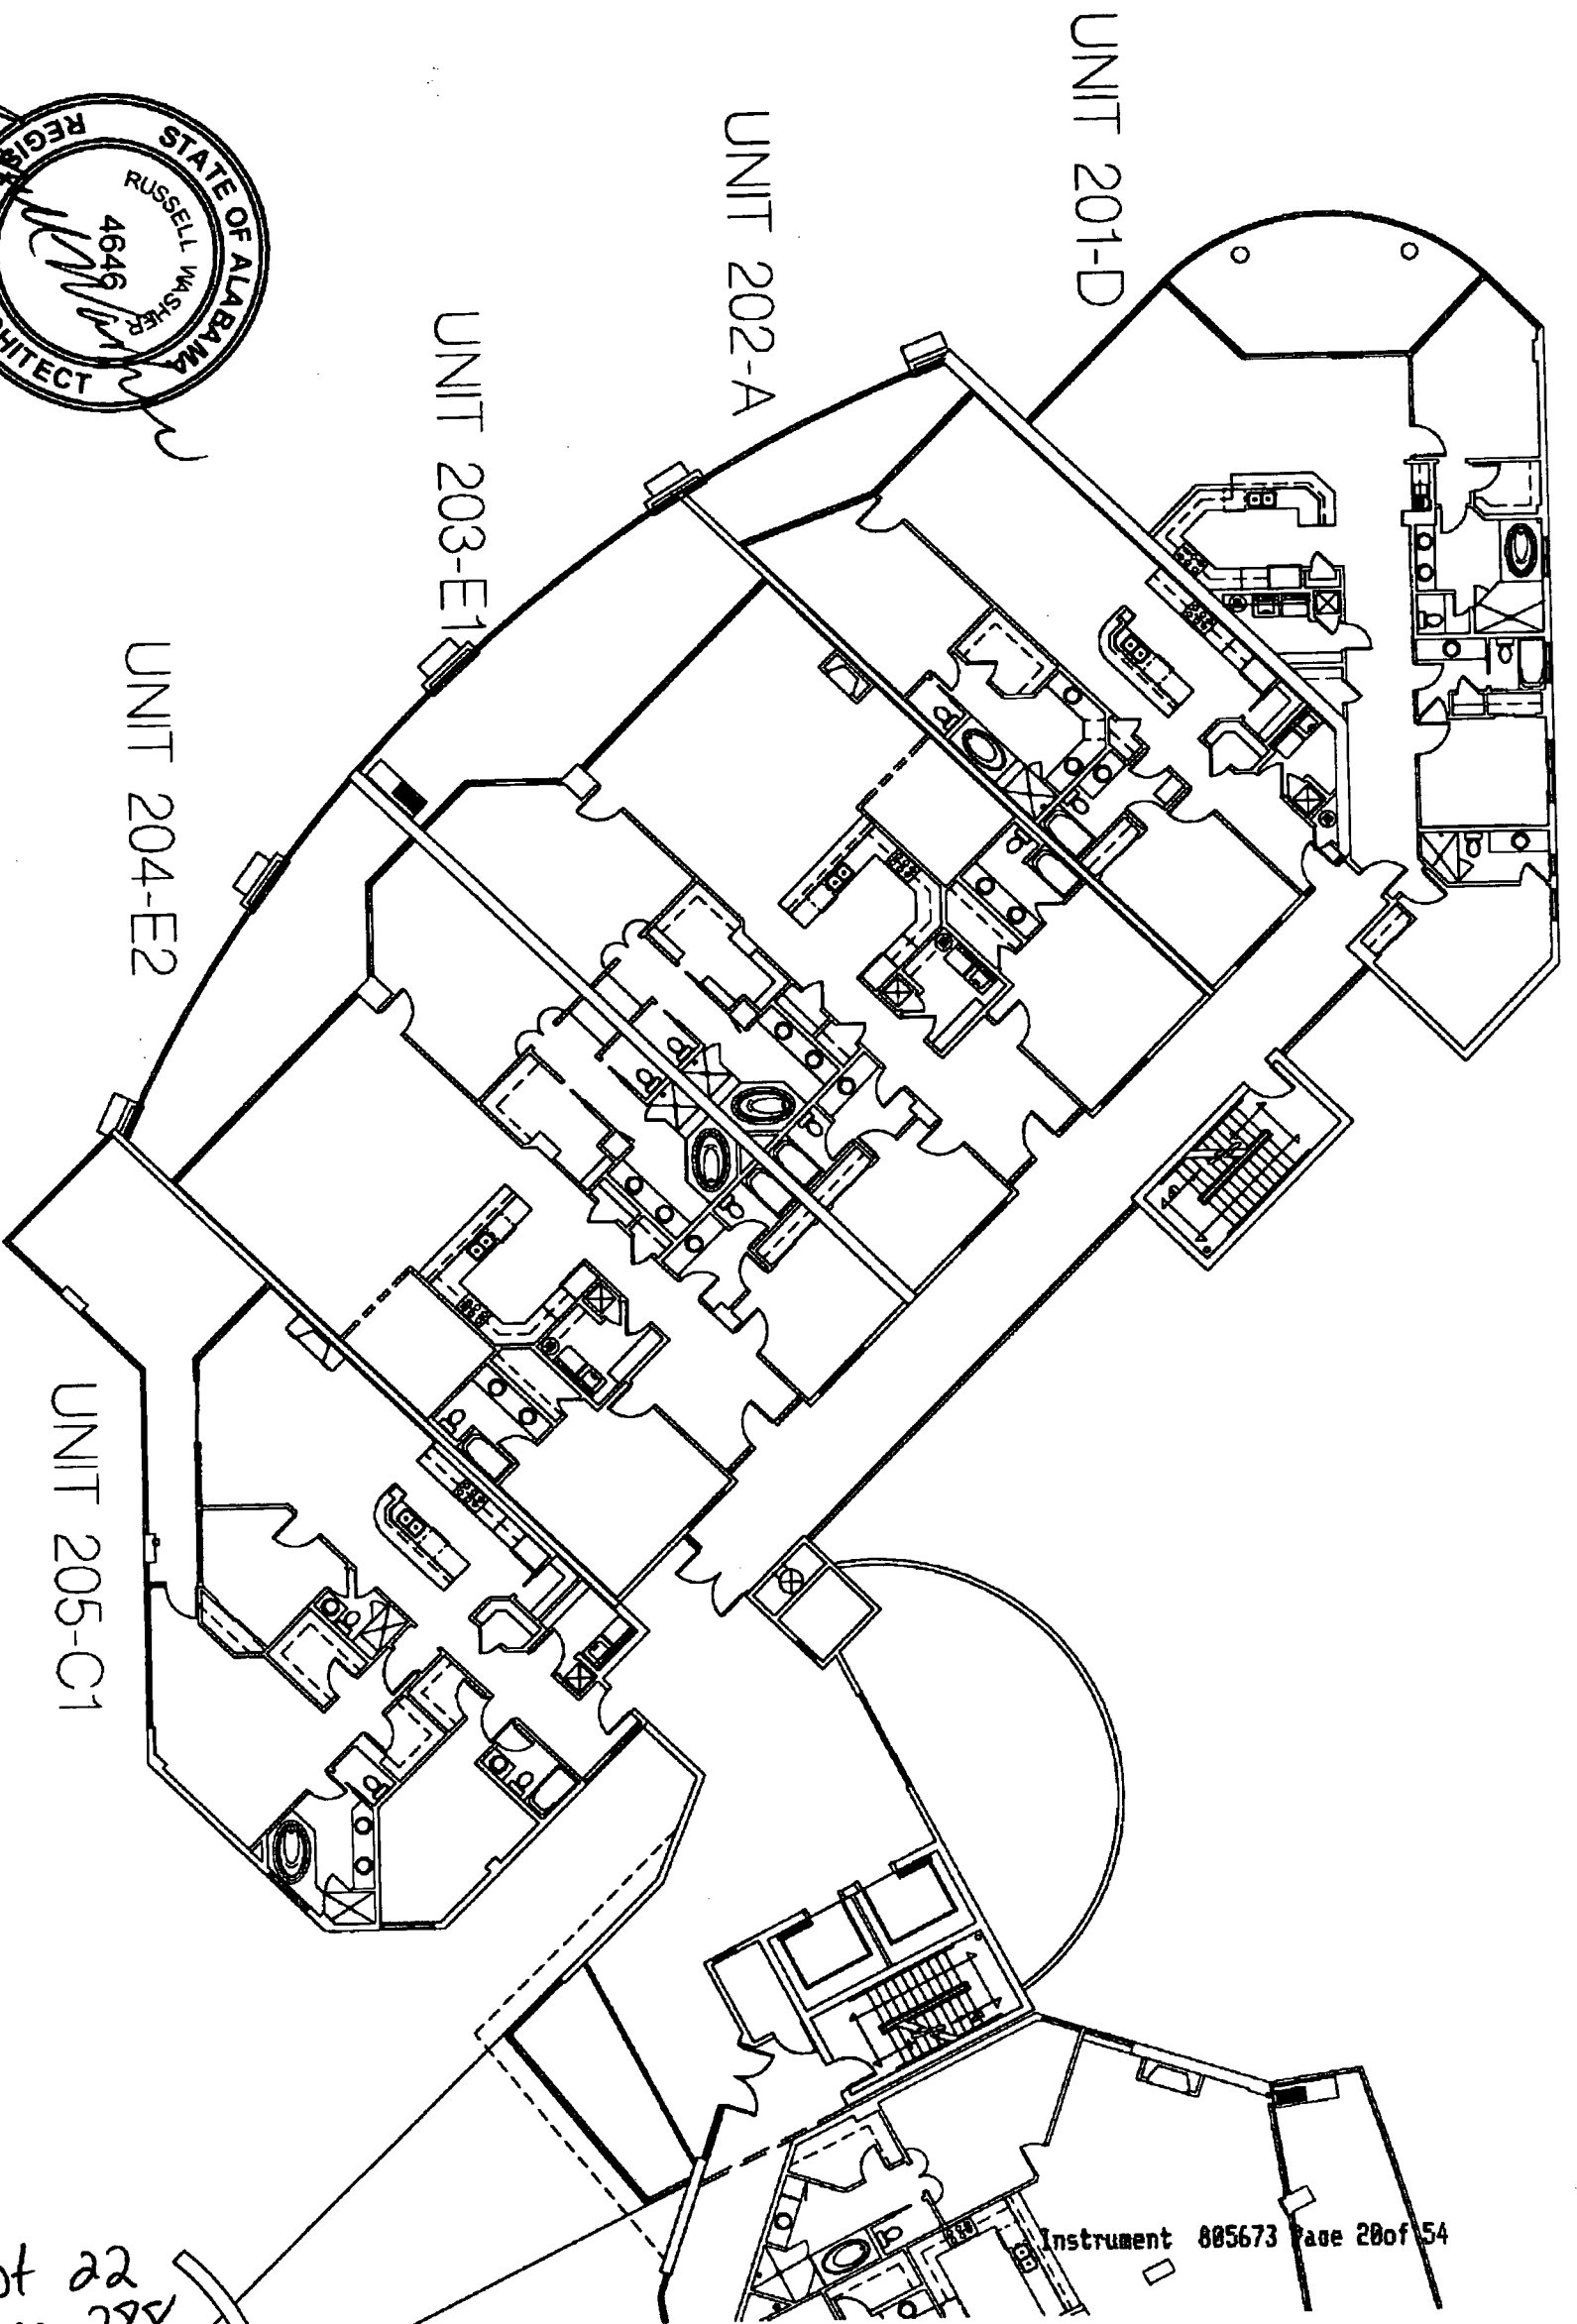 UNIT 201-D
UNIT 202-A
UNIT 203-E1
UNIT 204-E2
UNIT 205-C1
STATE OF ALABAMA
RUSSELL WASHER
4646
Instrument 805673 Page 20of 54
22